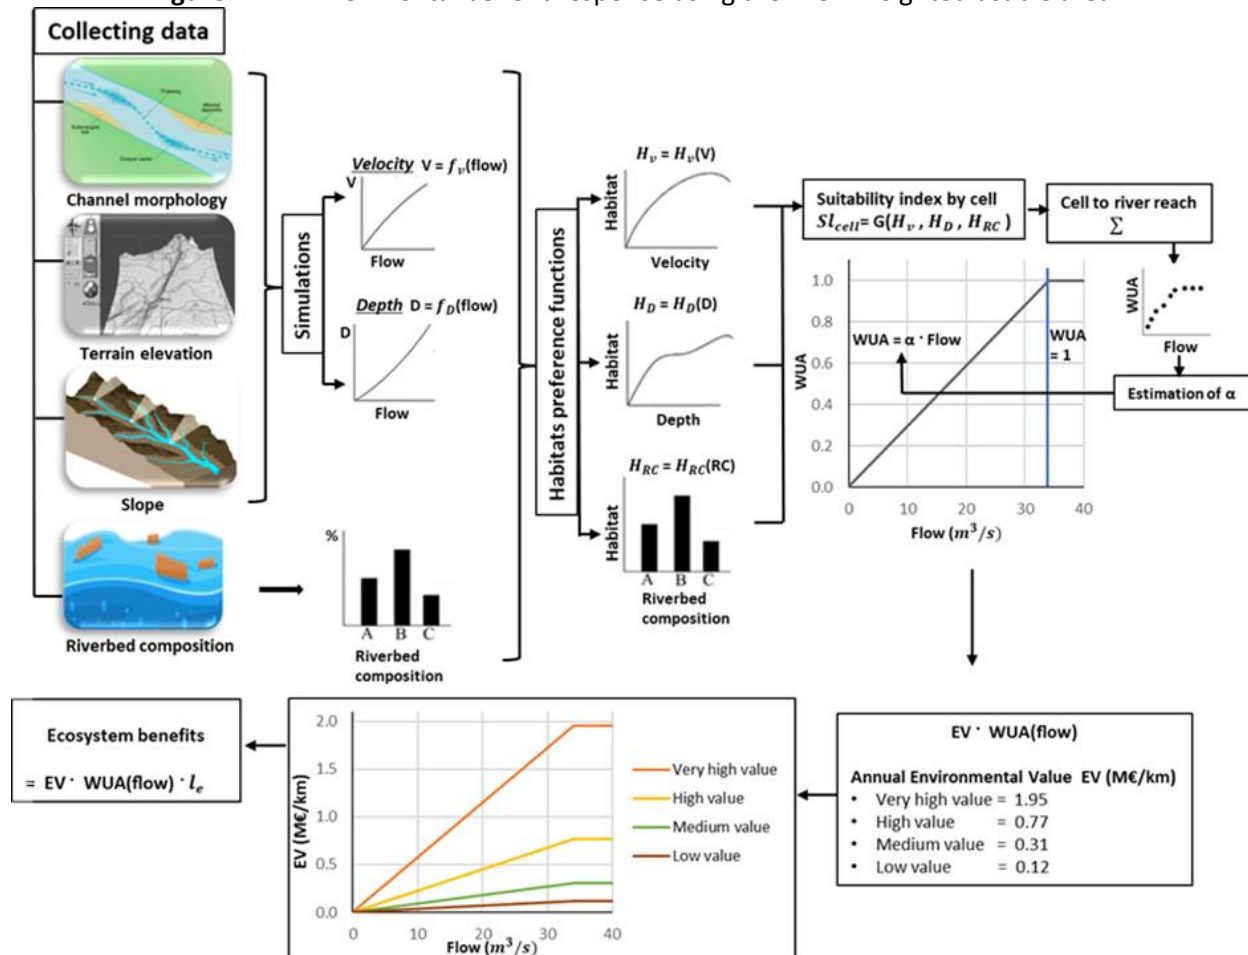 Collecting data
Thalweg
Submerged bar
Deeper water
Channel morphology
Terrain elevation
Slope
Riverbed composition
Simulations
Velocity V = f_v(flow)
V
Flow
Depth D = f_D(flow)
D
Flow
%
A B C
Riverbed
composition
Habitats preference functions
H_v = H_v(V)
Habitat
Velocity
H_D = H_D(D)
Habitat
Depth
H_RC = H_RC(RC)
Habitat
A B C
Riverbed
composition
Suitability index by cell
SI_cell= G(H_v , H_D , H_RC )
Cell to river reach
Σ
WUA
Flow
Estimation of α
1.0
0.8
0.6
0.4
0.2
0.0
WUA
WUA = α · Flow
WUA
= 1
0 10 20 30 40
Flow (m³/s)
EV · WUA(flow)
Annual Environmental Value EV (M€/km)
• Very high value = 1.95
• High value = 0.77
• Medium value = 0.31
• Low value = 0.12
2.0
1.5
1.0
0.5
0.0
EV (M€/km)
0 10 20 30 40
Flow (m³/s)
Very high value
High value
Medium value
Low value
Ecosystem benefits
= EV · WUA(flow) · l_e